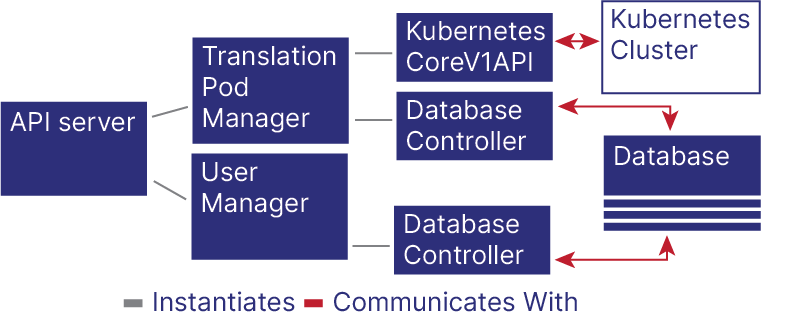 API server
Translation
Pod
Manager
User
Manager
Kubernetes
CoreV1API
Database
Controller
Database
Controller
Kubernetes
Cluster
Database
Instantiates
Communicates With